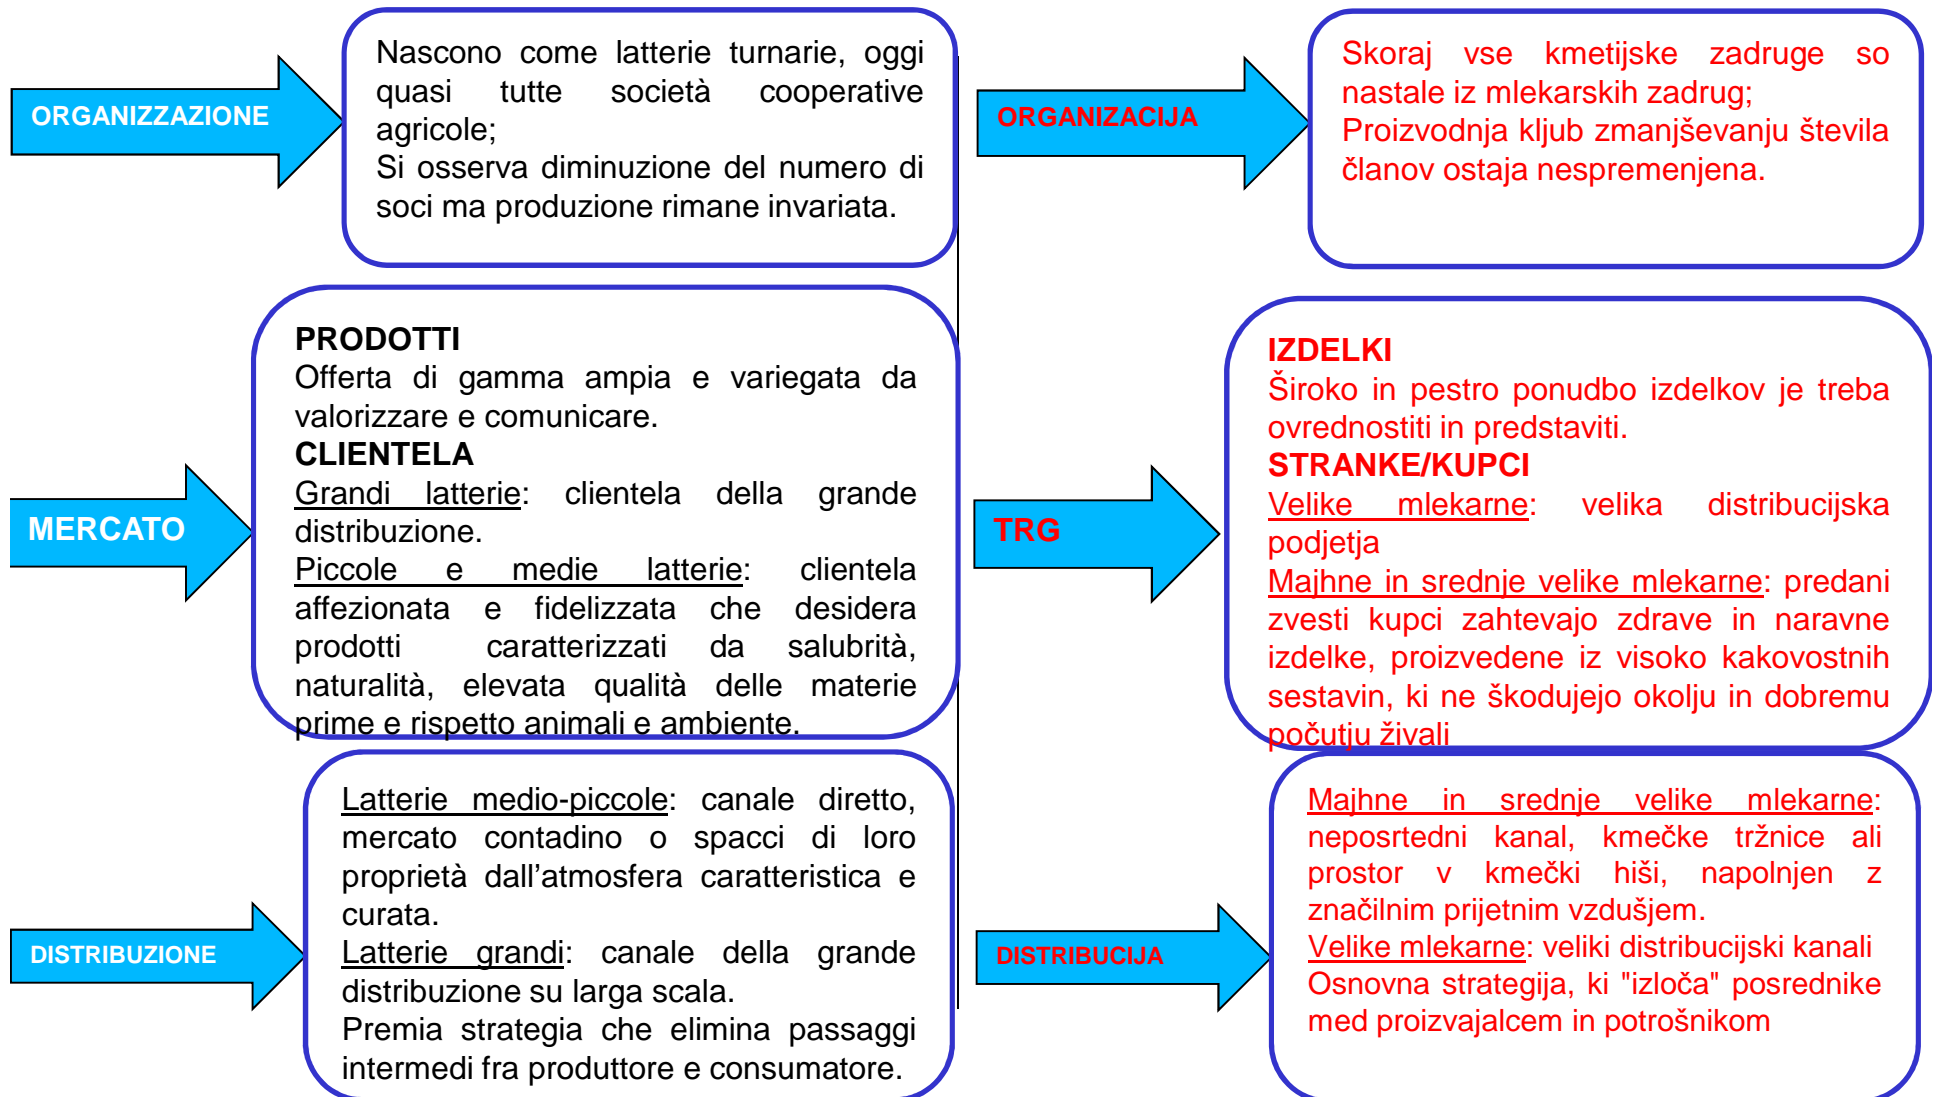 ORGANIZZAZIONE
Nascono come latterie turnarie, oggi
quasi tutte società cooperative
agricole;
Si osserva diminuzione del numero di
soci ma produzione rimane invariata.
MERCATO
PRODOTTI
Offerta di gamma ampia e variegata da
valorizzare e comunicare.
CLIENTELA
Grandi latterie: clientela della grande
distribuzione.
Piccole e medie latterie: clientela
affezionata e fidelizzata che desidera
prodotti caratterizzati da salubrità,
naturalità, elevata qualità delle materie
prime e rispetto animali e ambiente.
DISTRIBUZIONE
Latterie medio-piccole: canale diretto,
mercato contadino o spacci di loro
proprietà dall'atmosfera caratteristica e
curata.
Latterie grandi: canale della grande
distribuzione su larga scala.
Premia strategia che elimina passaggi
intermedi fra produttore e consumatore.
ORGANIZACIJA
Skoraj vse kmetijske zadruge so
nastale iz mlekarskih zadrug;
Proizvodnja kljub zmanjševanju števila
članov ostaja nespremenjena.
TRG
IZDELKI
Široko in pestro ponudbo izdelkov je treba
ovrednostiti in predstaviti.
STRANKE/KUPCI
Velike mlekarne: velika distribucijska
podjetja
Majhne in srednje velike mlekarne: predani
zvesti kupci zahtevajo zdrave in naravne
izdelke, proizvedene iz visoko kakovostnih
sestavin, ki ne škodujejo okolju in dobremu
počutju živali
DISTRIBUCIJA
Majhne in srednje velike mlekarne:
neposrtedni kanal, kmečke tržnice ali
prostor v kmečki hiši, napolnjen z
značilnim prijetnim vzdušjem.
Velike mlekarne: veliki distribucijski kanali
Osnovna strategija, ki "izloča" posrednike
med proizvajalcem in potrošnikom